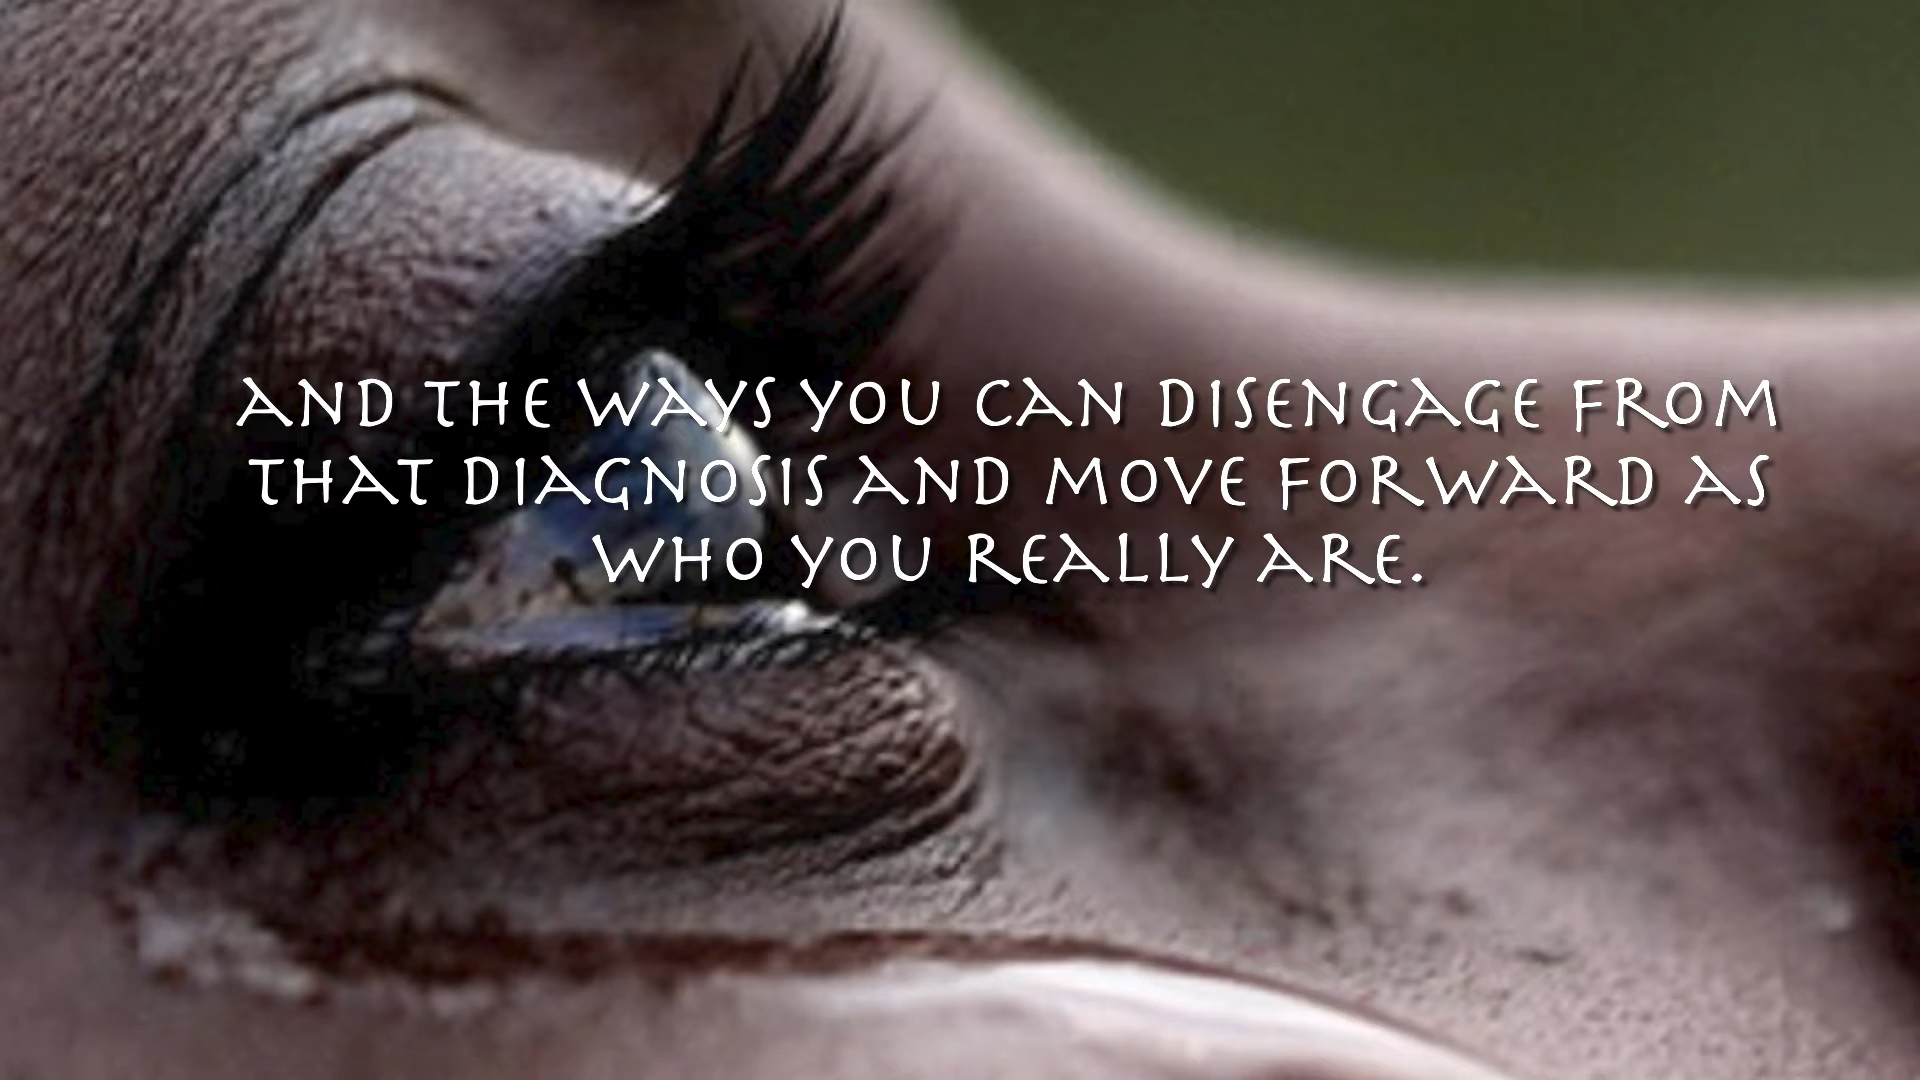 AND THE WAYS YOU CAN DISENGAGE FROM
THAT DIAGNOSIS AND MOVE FORWARD AS
WHO YOU REALLY ARE.